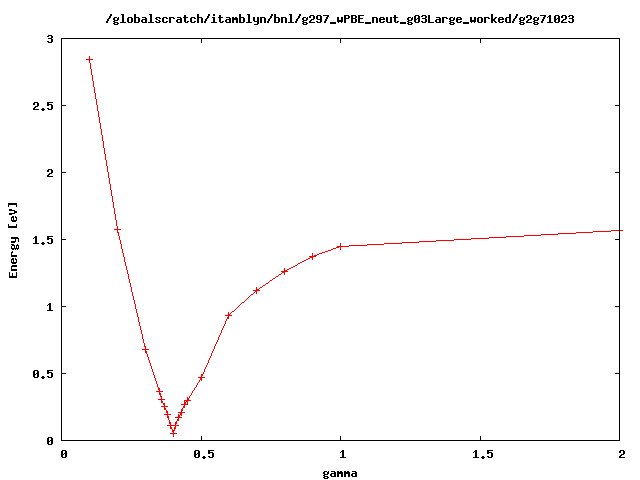 /globalscratch/itamblyn/bnl/g297_wPBE_neut_g03Large_worked/g2g71023
3
2.5
2
1.5
1
0.5
0
Energy [eV]
0 0.5 1 1.5 2
gamma